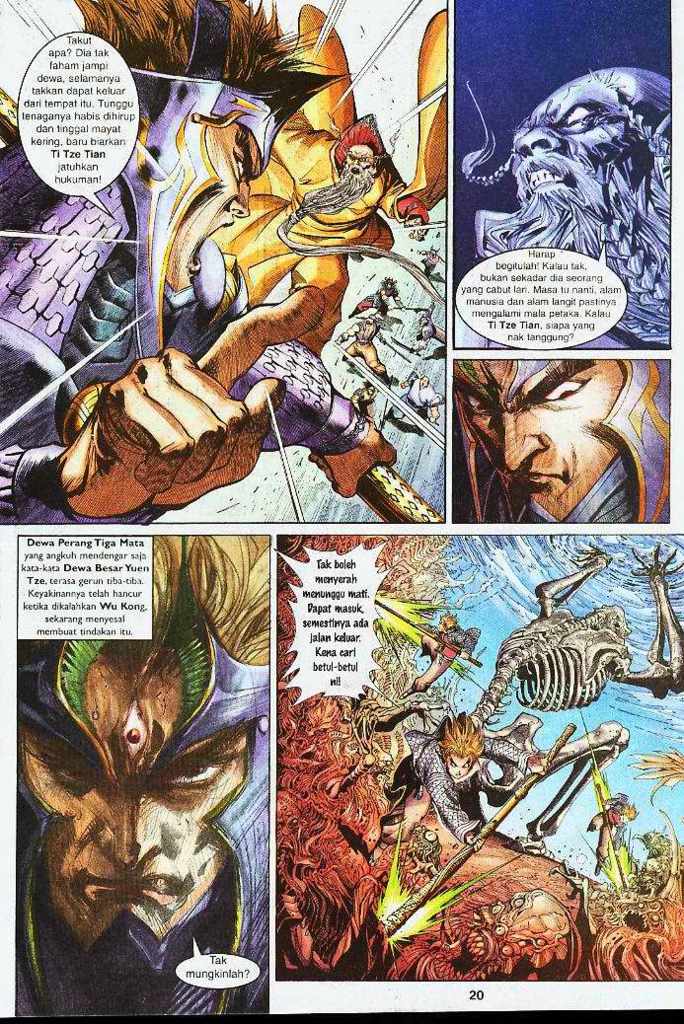 Takut
apa? Dia tak
faham jampi
dewa, selamanya
takkan dapat keluar
dari tempat itu. Tunggu
tenaganya habis dihirup
dan tinggal mayat
kering, baru biarkan
Ti Tze Tian
jatuhkan
hukuman!
Harap
begitulah! Kalau tak,
bukan sekadar dia seorang
yang cabut lari. Masa tu nanti, alam
manusia dan alam langit pastinya
mengalami mala petaka. Kalau
Ti Tze Tian, siapa yang
nak tanggung?
Dewa Perang Tiga Mata
yang angkuh mendengar saja
kata-kata Dewa Besar Yuen
Tze, terasa gerun tiba-tiba.
Keyakinannya telah hancur
ketika dikalahkan Wu Kong,
sekarang menyesal
membuat tindakan itu.
Tak
mungkinlah?
Tak boleh
menyerah
menunggu mati.
Dapat masuk,
semestinya ada
jalan keluar.
Kena cari
betul-betul
ni!!
20